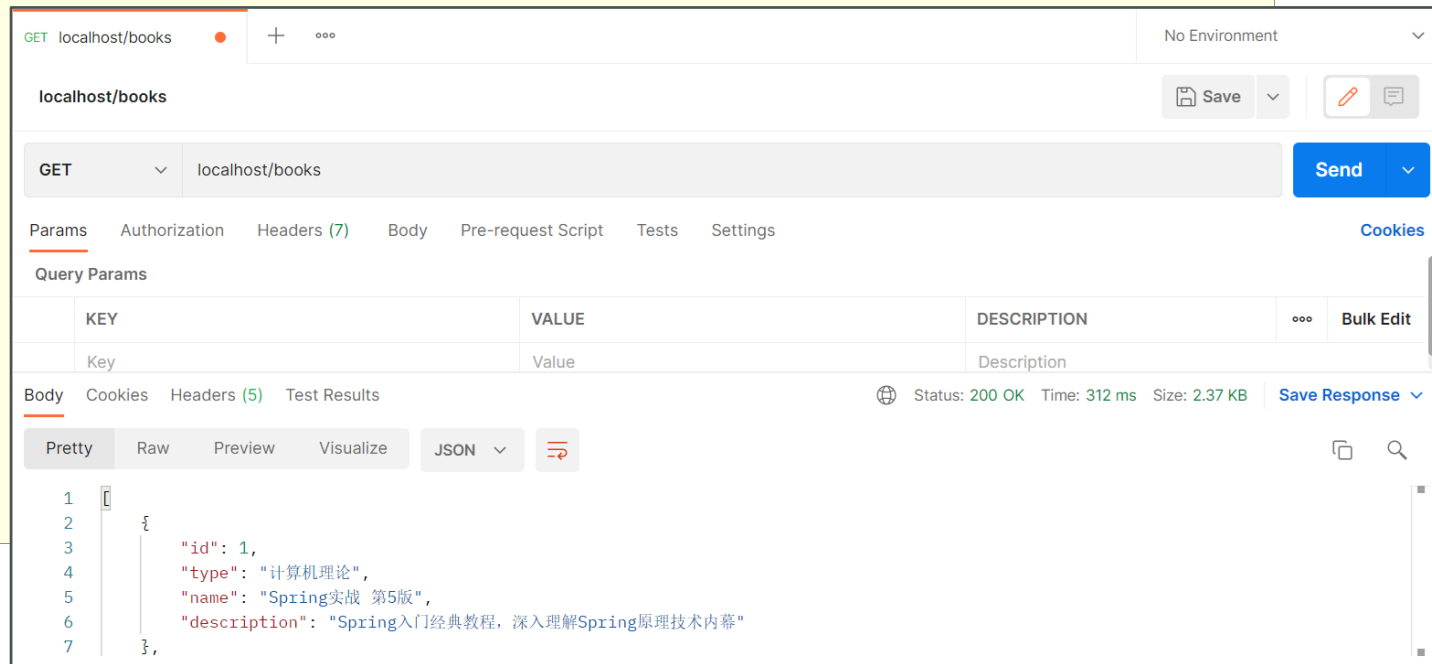 GET localhost/books No Environment
localhost/books Save
GET localhost/books Send
Params Authorization Headers (7) Body Pre-request Script Tests Settings Cookies
Query Params
KEY VALUE DESCRIPTION Bulk Edit
Key Value Description
Body Cookies Headers (5) Test Results Status: 200 OK Time: 312 ms Size: 2.37 KB Save Response
Pretty Raw Preview Visualize JSON
1 [
2 {
3 "id": 1,
4 "type": "计算机理论",
5 "name": "Spring实战 第5版",
6 "description": "Spring入门经典教程，深入理解Spring原理技术内幕"
7 },